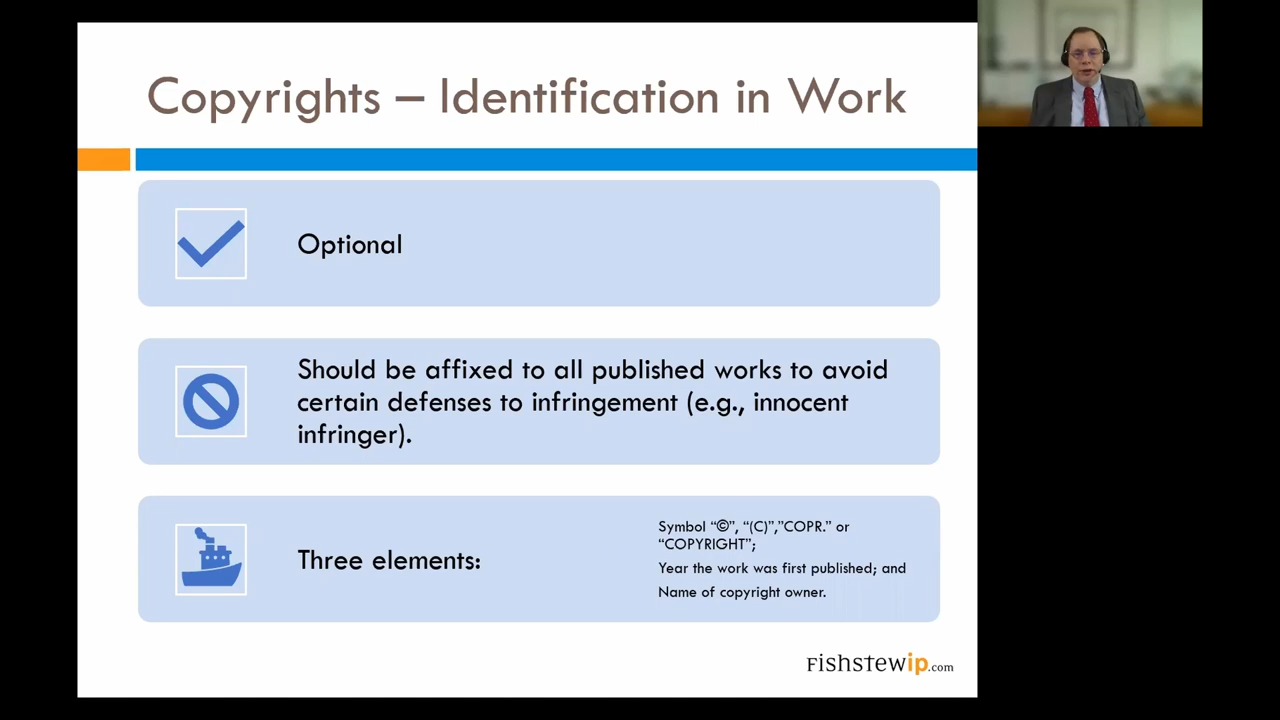 Copyrights – Identification in Work
Optional
Should be affixed to all published works to avoid
certain defenses to infringement (e.g., innocent
infringer).
Three elements:
Symbol “©”, “(C)”,”COPR.” or
“COPYRIGHT”;
Year the work was first published; and
Name of copyright owner.
Fishstewip.com